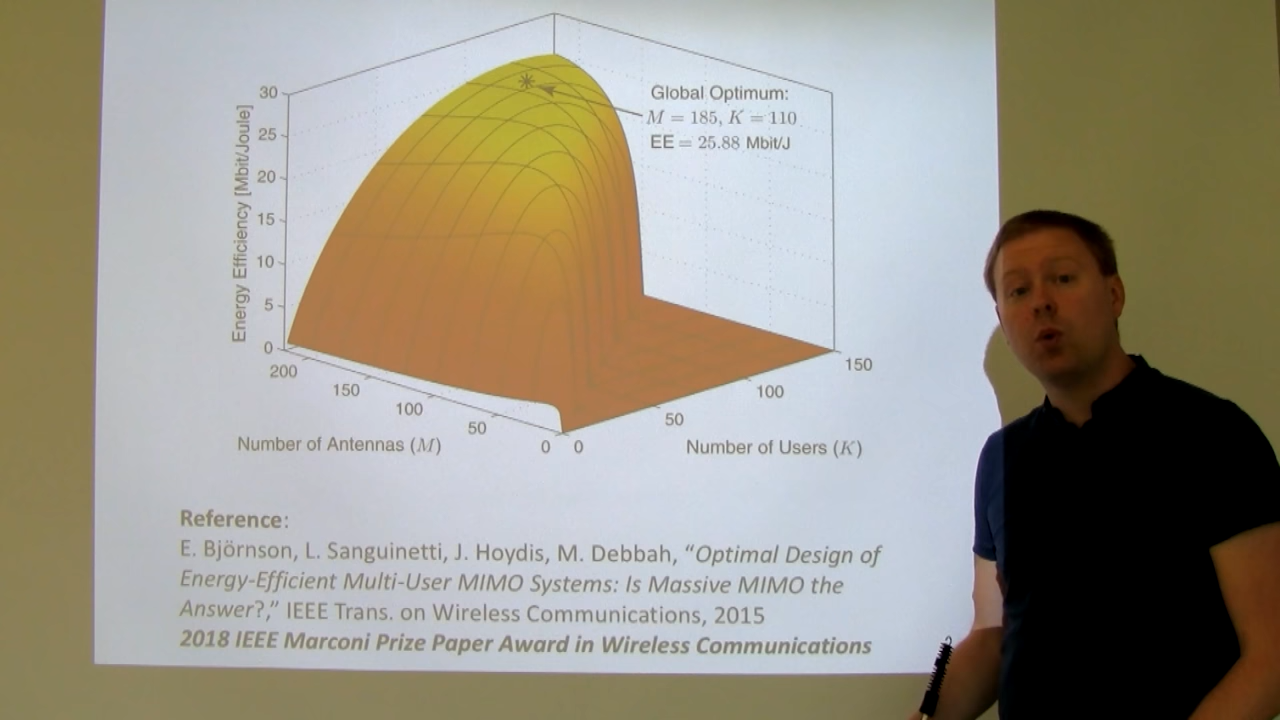 30
25
20
15
10
5
0
Energy Efficiency [Mbit/Joule]
Global Optimum:
M = 185, K = 110
EE = 25.88 Mbit/J
200
150
100
50
0
Number of Antennas (M)
0
50
100
150
Number of Users (K)
Reference:
E. Björnson, L. Sanguinetti, J. Hoydis, M. Debbah, “Optimal Design of
Energy-Efficient Multi-User MIMO Systems: Is Massive MIMO the
Answer?,” IEEE Trans. on Wireless Communications, 2015
2018 IEEE Marconi Prize Paper Award in Wireless Communications